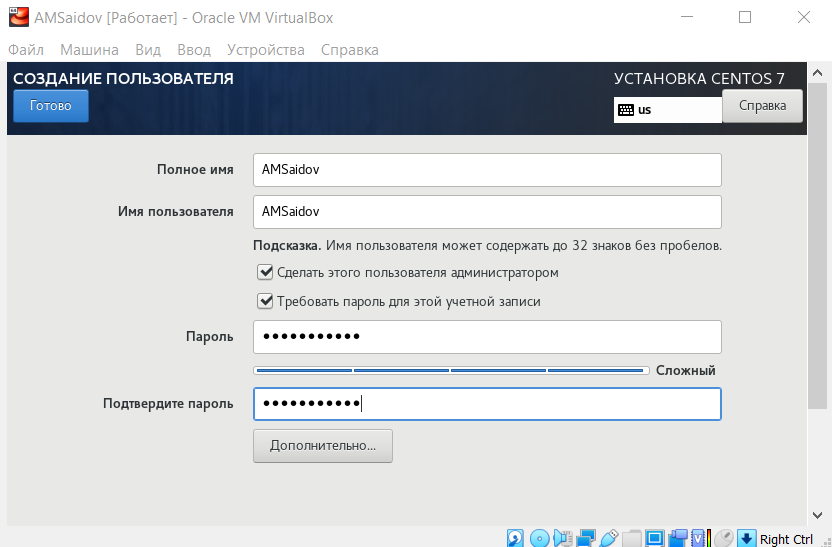 AMSaidov [Работает] - Oracle VM VirtualBox
Файл Машина Вид Ввод Устройства Справка
СОЗДАНИЕ ПОЛЬЗОВАТЕЛЯ
УСТАНОВКА CENTOS 7
Готово
us
Справка
Полное имя
AMSaidov
Имя пользователя
AMSaidov
Подсказка. Имя пользователя может содержать до 32 знаков без пробелов.
Сделать этого пользователя администратором
Требовать пароль для этой учетной записи
Пароль
●●●●●●●●●●●
Сложный
Подтвердите пароль
●●●●●●●●●●●
Дополнительно...
Right Ctrl